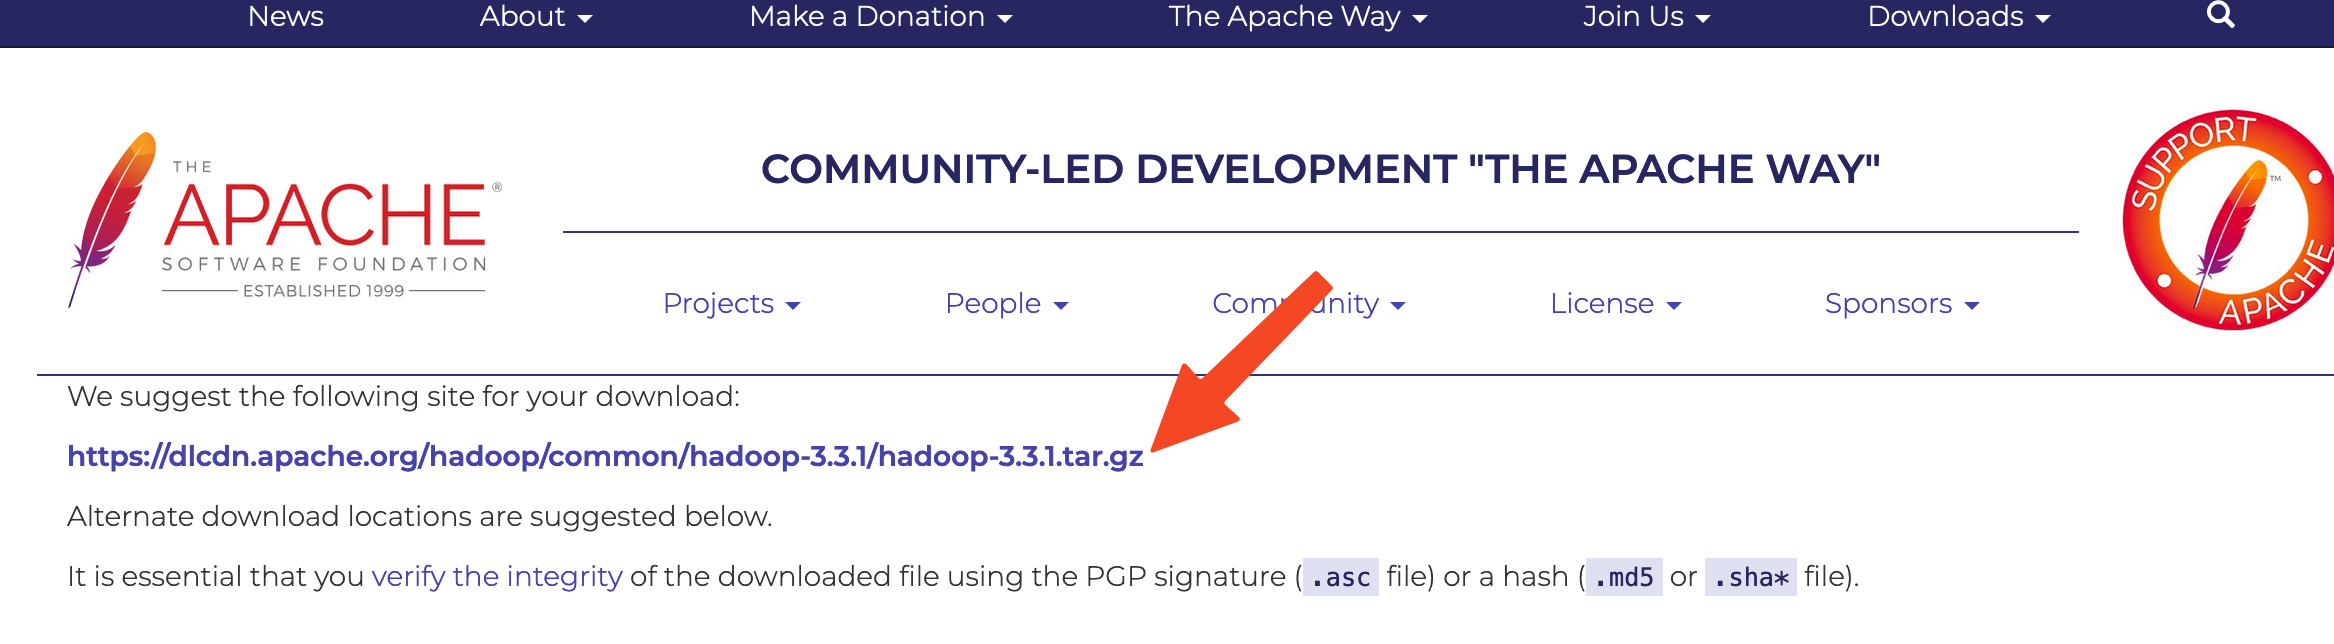 News About Make a Donation The Apache Way Join Us Downloads
COMMUNITY-LED DEVELOPMENT "THE APACHE WAY"
THE
APACHE®
SOFTWARE FOUNDATION
ESTABLISHED 1999
SUPPORT
APACHE
TM
Projects People Community License Sponsors
We suggest the following site for your download:
https://dlcdn.apache.org/hadoop/common/hadoop-3.3.1/hadoop-3.3.1.tar.gz
Alternate download locations are suggested below.
It is essential that you verify the integrity of the downloaded file using the PGP signature ( .asc file) or a hash ( .md5 or .sha* file).